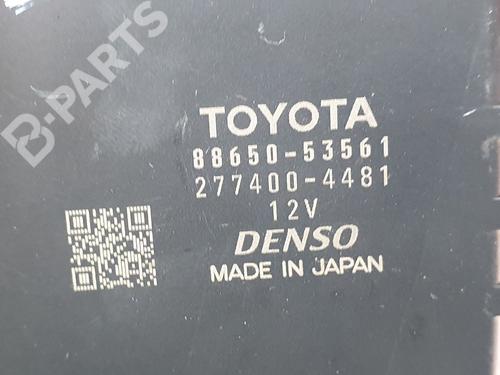 B-PARTS
TOYOTA
88650-53561
277400-4481
12V
DENSO
MADE IN JAPAN